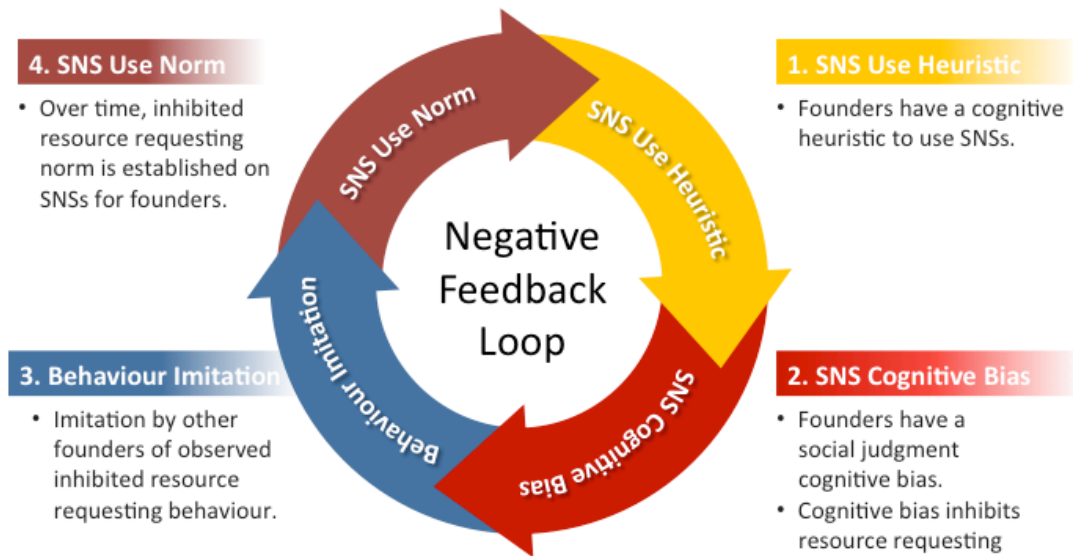 4. SNS Use Norm
• Over time, inhibited
resource requesting
norm is established on
SNSs for founders.
1. SNS Use Heuristic
• Founders have a cognitive
heuristic to use SNSs.
SNS Use Norm
SNS Use Heuristic
Negative
Feedback
Loop
Behaviour Imitation
SNS Cognitive Bias
3. Behaviour Imitation
• Imitation by other
founders of observed
inhibited resource
requesting behaviour.
2. SNS Cognitive Bias
• Founders have a
social judgment
cognitive bias.
• Cognitive bias inhibits
resource requesting